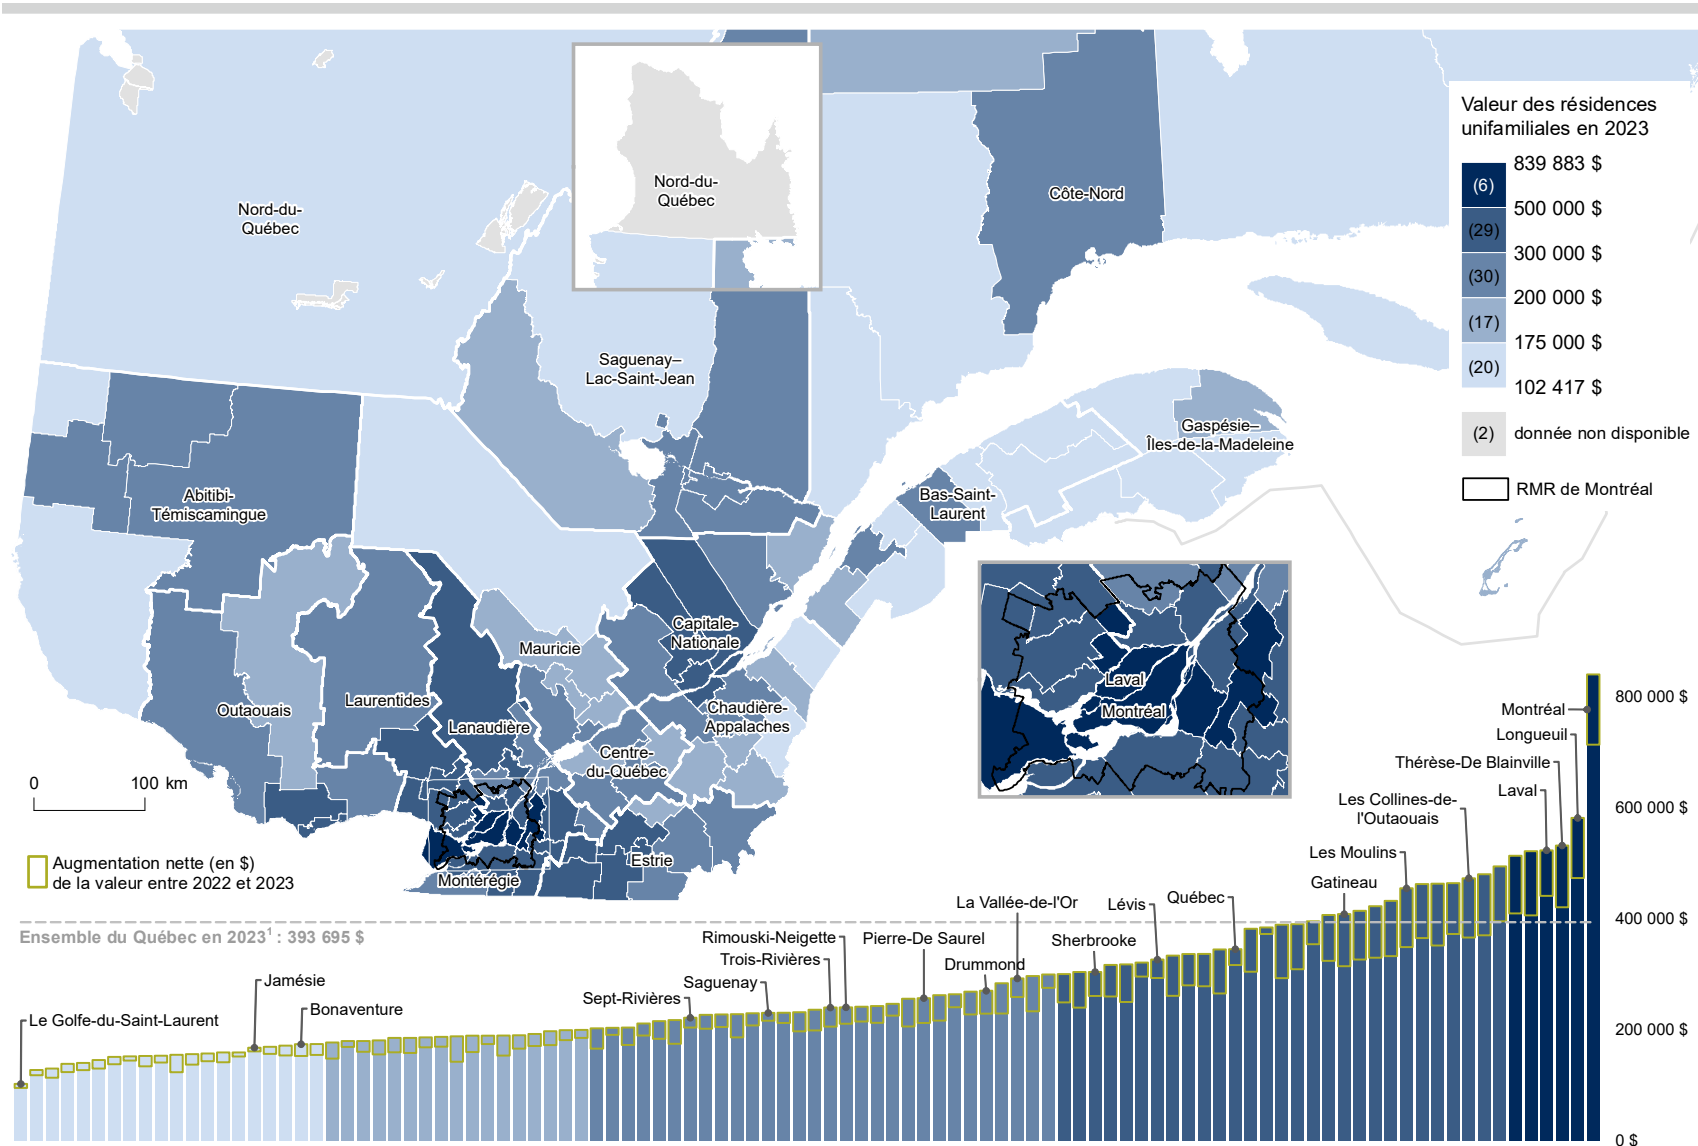 Valeur des résidences
unifamiliales en 2023
839 883 $
(6)
500 000 $
(29)
300 000 $
(30)
200 000 $
(17)
175 000 $
(20)
102 417 $
(2)
donnée non disponible
RMR de Montréal
Nord-du-
Québec
Nord-du-
Québec
Côte-Nord
Saguenay–
Lac-Saint-Jean
Gaspésie–
Îles-de-la-Madeleine
Abitibi-
Témiscamingue
Bas-Saint-
Laurent
Capitale-
Nationale
Mauricie
Outaouais
Laurentides
Lanaudière
Chaudière-
Appalaches
Centre-
du-Québec
Estrie
Montérégie
Laval
Montréal
0
100 km
Augmentation nette (en $)
de la valeur entre 2022 et 2023
Ensemble du Québec en 2023¹ : 393 695 $
Le Golfe-du-Saint-Laurent
Jamésie
Bonaventure
Sept-Rivières
Saguenay
Trois-Rivières
Rimouski-Neigette
Pierre-De Saurel
Drummond
La Vallée-de-l'Or
Sherbrooke
Lévis
Québec
Gatineau
Les Moulins
Les Collines-de-
l'Outaouais
Laval
Thérèse-De Blainville
Longueuil
Montréal
800 000 $
600 000 $
400 000 $
200 000 $
0 $